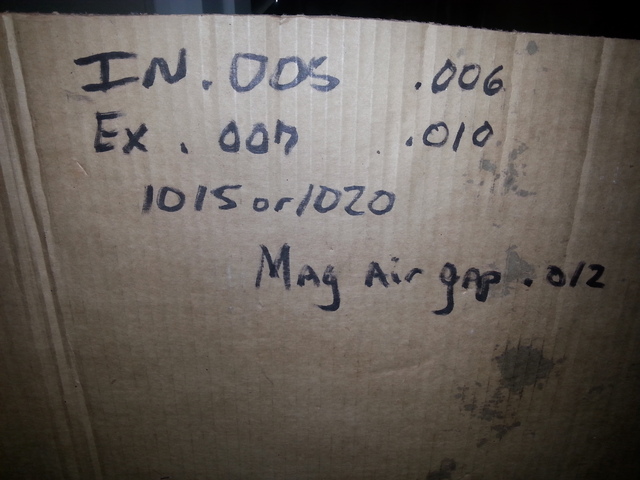 IN .005 .006
Ex .007 .010
1015 or 1020
Mag Air gap .012